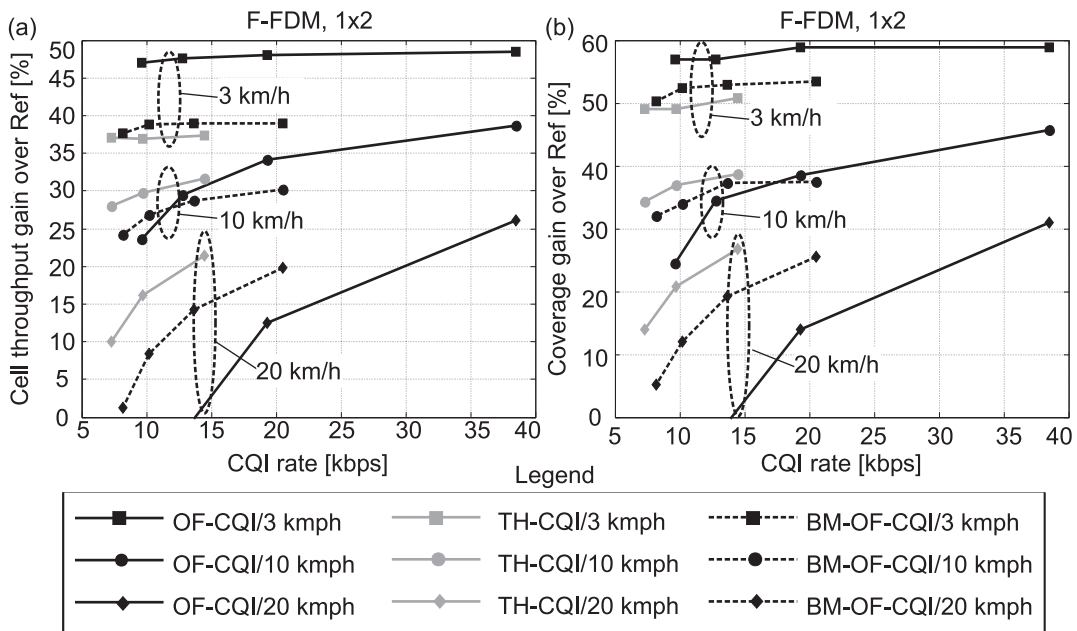 (a)
F-FDM, 1x2
Cell throughput gain over Ref [%]
50
45
40
35
30
25
20
15
10
5
0
3 km/h
10 km/h
20 km/h
5 10 15 20 25 30 35 40
CQI rate [kbps]
(b)
F-FDM, 1x2
Coverage gain over Ref [%]
60
50
40
30
20
10
0
3 km/h
10 km/h
20 km/h
5 10 15 20 25 30 35 40
CQI rate [kbps]
Legend
OF-CQI/3 kmph
TH-CQI/3 kmph
BM-OF-CQI/3 kmph
OF-CQI/10 kmph
TH-CQI/10 kmph
BM-OF-CQI/10 kmph
OF-CQI/20 kmph
TH-CQI/20 kmph
BM-OF-CQI/20 kmph